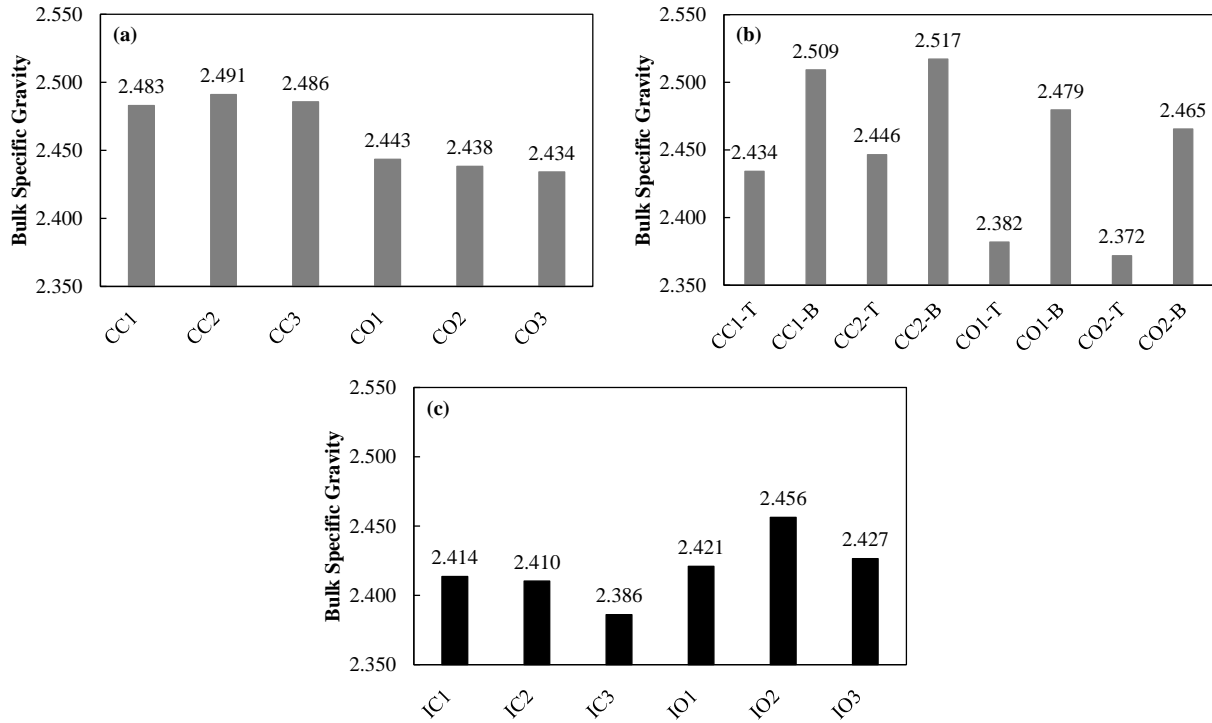 (a)
Bulk Specific Gravity
2.550
2.500
2.450
2.400
2.350
2.483
2.491
2.486
2.443
2.438
2.434
CC1
CC2
CC3
CO1
CO2
CO3
(b)
Bulk Specific Gravity
2.550
2.500
2.450
2.400
2.350
2.434
2.509
2.446
2.517
2.382
2.479
2.372
2.465
CC1-T
CC1-B
CC2-T
CC2-B
CO1-T
CO1-B
CO2-T
CO2-B
(c)
Bulk Specific Gravity
2.550
2.500
2.450
2.400
2.350
2.414
2.410
2.386
2.421
2.456
2.427
IC1
IC2
IC3
IO1
IO2
IO3